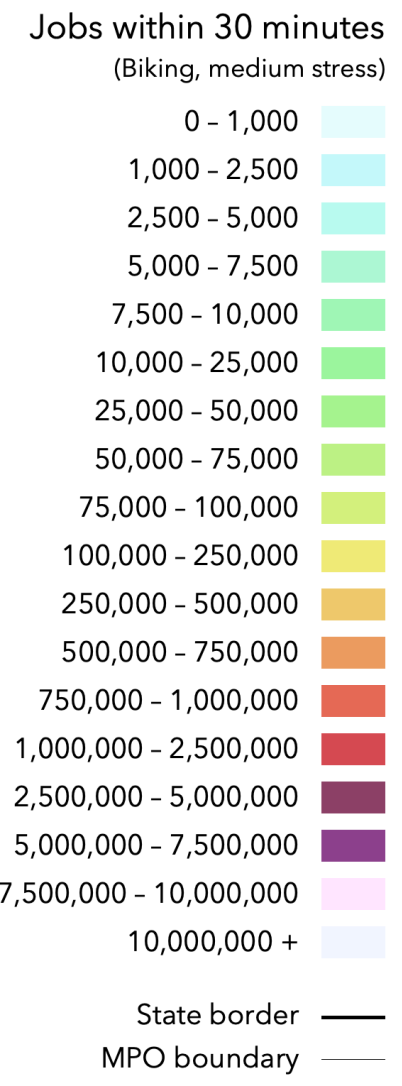 Jobs within 30 minutes
(Biking, medium stress)
0 – 1,000
1,000 – 2,500
2,500 – 5,000
5,000 – 7,500
7,500 – 10,000
10,000 – 25,000
25,000 – 50,000
50,000 – 75,000
75,000 – 100,000
100,000 – 250,000
250,000 – 500,000
500,000 – 750,000
750,000 – 1,000,000
1,000,000 – 2,500,000
2,500,000 – 5,000,000
5,000,000 – 7,500,000
7,500,000 – 10,000,000
10,000,000 +
State border
MPO boundary